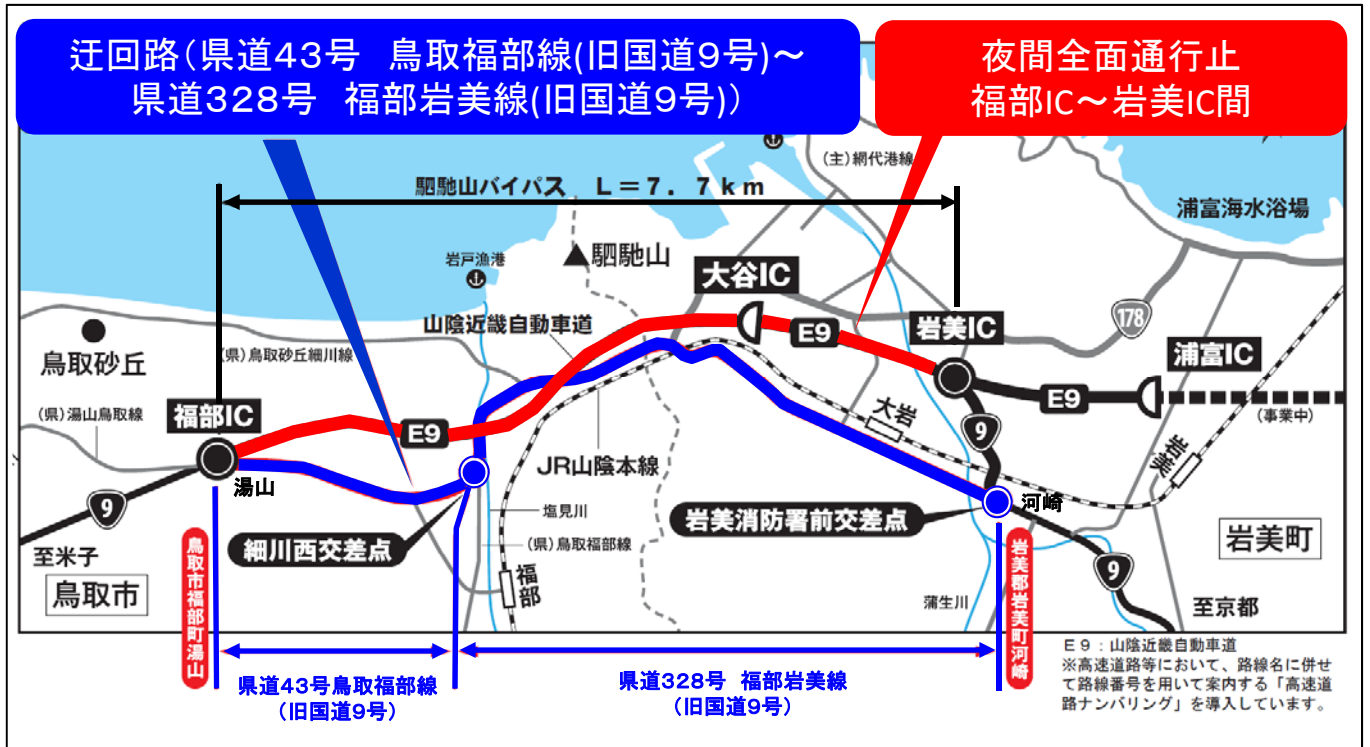 迂回路(県道43号　鳥取福部線(旧国道9号)～
県道328号　福部岩美線(旧国道9号))
夜間全面通行止
福部IC～岩美IC間
(主)網代港線
駟馳山バイパス　L＝7．7km
浦富海水浴場
岩戸漁港
駟馳山
大谷IC
山陰近畿自動車道
岩美IC
178
E9
浦富IC
鳥取砂丘
(県)鳥取砂丘細川線
(県)湯山鳥取線
福部IC
E9
E9
(事業中)
大岩
9
岩美
JR山陰本線
湯山
9
河崎
塩見川
岩美消防署前交差点
細川西交差点
(県)鳥取福部線
岩美町
至米子
9
鳥取市
福部
蒲生川
至京都
鳥取市福部町湯山
岩美郡岩美町河崎
県道43号鳥取福部線
(旧国道9号)
県道328号　福部岩美線
(旧国道9号)
E9：山陰近畿自動車道
※高速道路等において、路線名に併せ
て路線番号を用いて案内する「高速道
路ナンバリング」を導入しています。